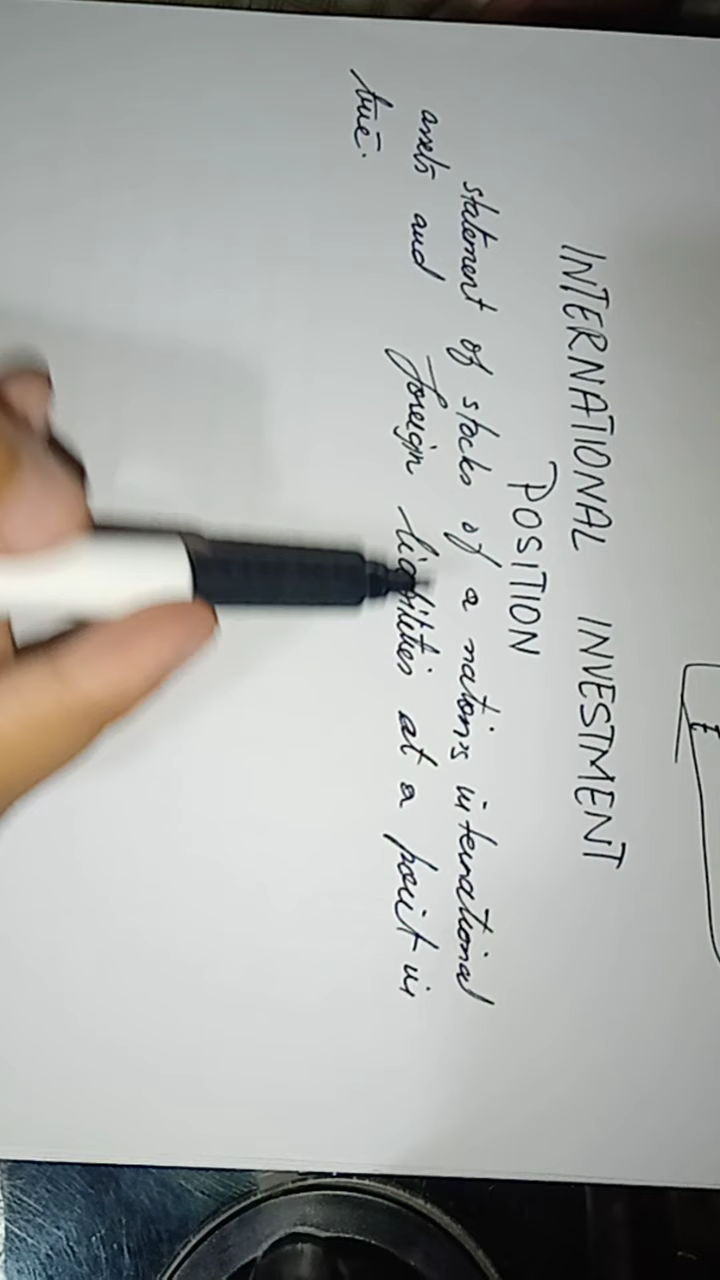 INTERNATIONAL INVESTMENT
POSITION
statement of stocks of a nation's international
assets and foreign liabilities at a point in
time.